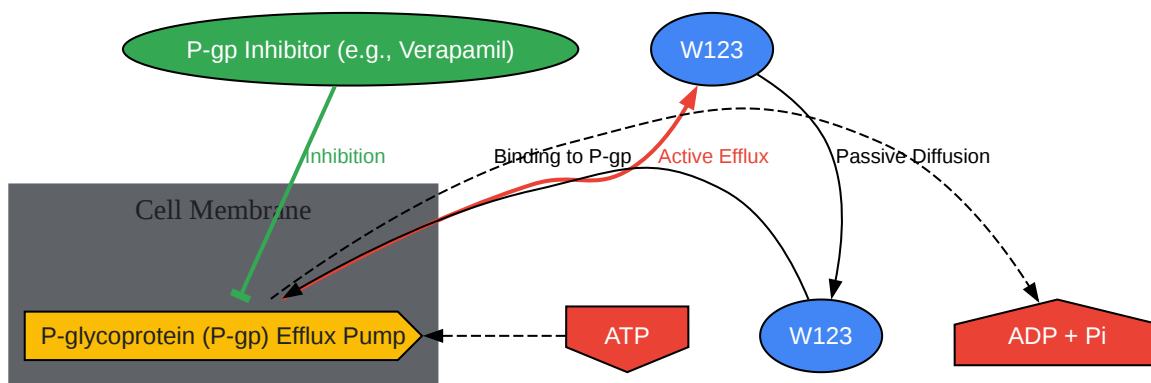 P-gp Inhibitor (e.g., Verapamil)
W123
Inhibition
Binding to P-gp
Active Efflux
Passive Diffusion
Cell Membrane
P-glycoprotein (P-gp) Efflux Pump
ATP
W123
ADP + Pi